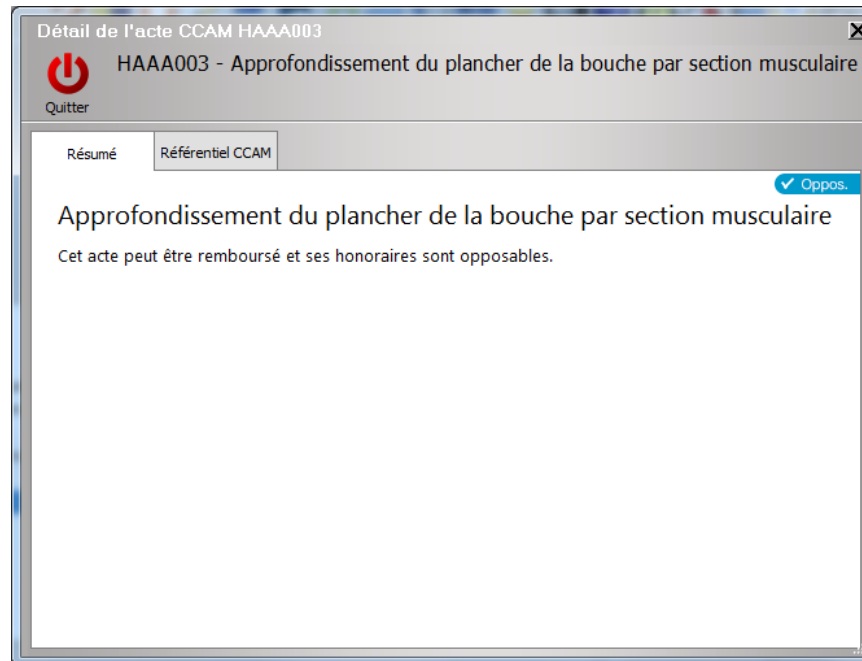 Détail de l'acte CCAM HAAA003
HAAA003 - Approfondissement du plancher de la bouche par section musculaire
Quitter
Résumé
Référentiel CCAM
Oppos.
Approfondissement du plancher de la bouche par section musculaire
Cet acte peut être remboursé et ses honoraires sont opposables.